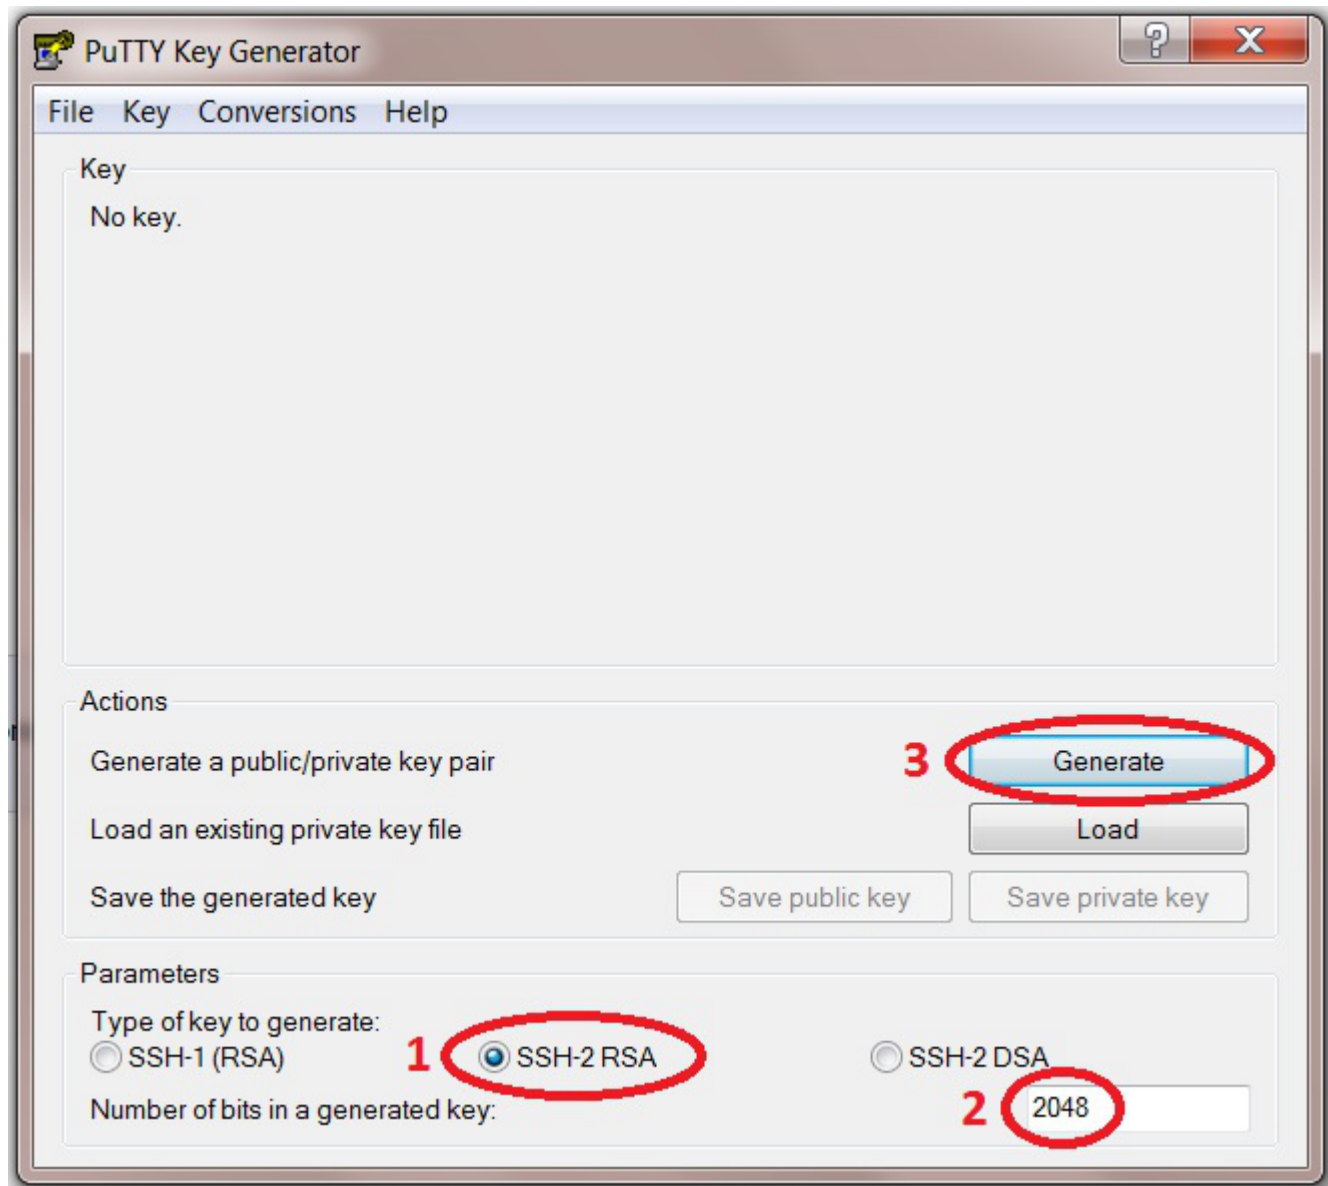 PuTTY Key Generator
File Key Conversions Help
Key
No key.
Actions
Generate a public/private key pair
3
Generate
Load an existing private key file
Load
Save the generated key
Save public key
Save private key
Parameters
Type of key to generate:
SSH-1 (RSA)
1
SSH-2 RSA
SSH-2 DSA
Number of bits in a generated key:
2
2048